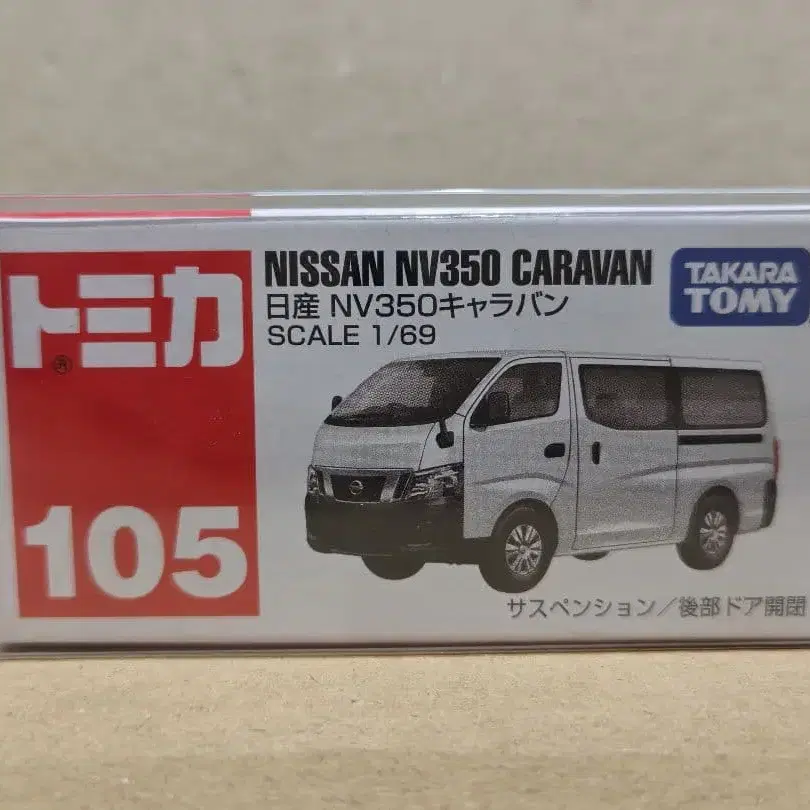 トミカ
105
NISSAN NV350 CARAVAN
日産 NV350キャラバン
SCALE 1/69
TAKARA
TOMY
サスペンション/後部ドア開閉